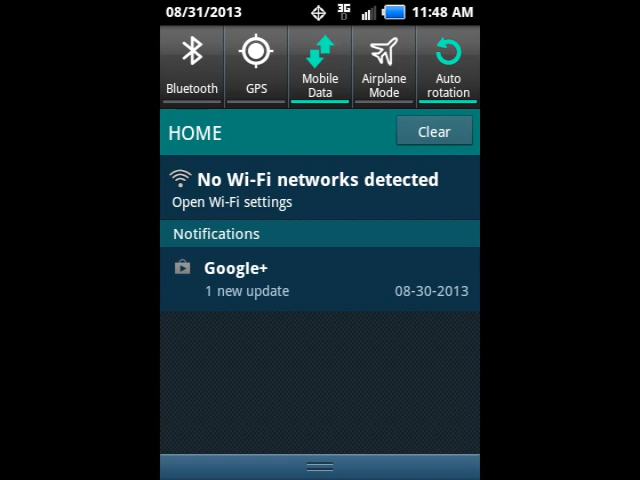 08/31/2013 3G D 11:48 AM
Bluetooth GPS Mobile Data Airplane Mode Auto rotation
HOME Clear
No Wi-Fi networks detected
Open Wi-Fi settings
Notifications
Google+
1 new update 08-30-2013